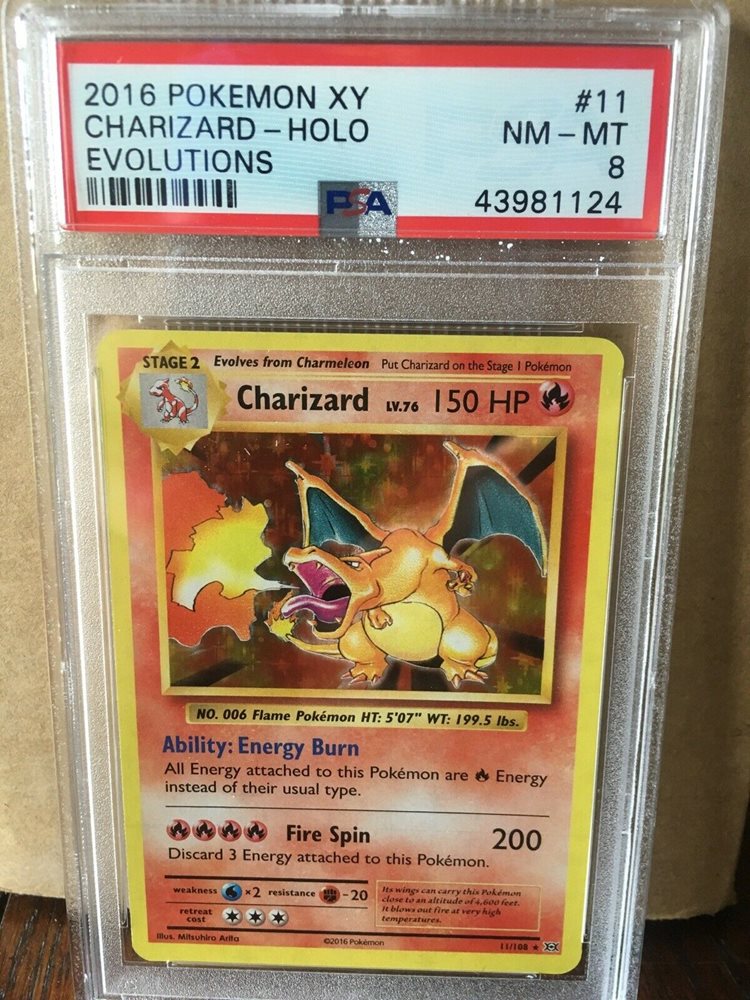 2016 POKEMON XY #11
CHARIZARD - HOLO NM - MT
EVOLUTIONS 8
PSA 43981124
STAGE 2 Evolves from Charmeleon Put Charizard on the Stage 1 Pokémon
Charizard LV.76 150 HP
NO. 006 Flame Pokémon HT: 5'07" WT: 199.5 lbs.
Ability: Energy Burn
All Energy attached to this Pokémon are Energy
instead of their usual type.
Fire Spin 200
Discard 3 Energy attached to this Pokémon.
weakness ×2 resistance -20
retreat
cost
Its wings can carry this Pokémon
close to an altitude of 4,600 feet.
It blows out fire at very high
temperatures.
Illus. Mitsuhiro Arita ©2016 Pokémon 11/108 ★